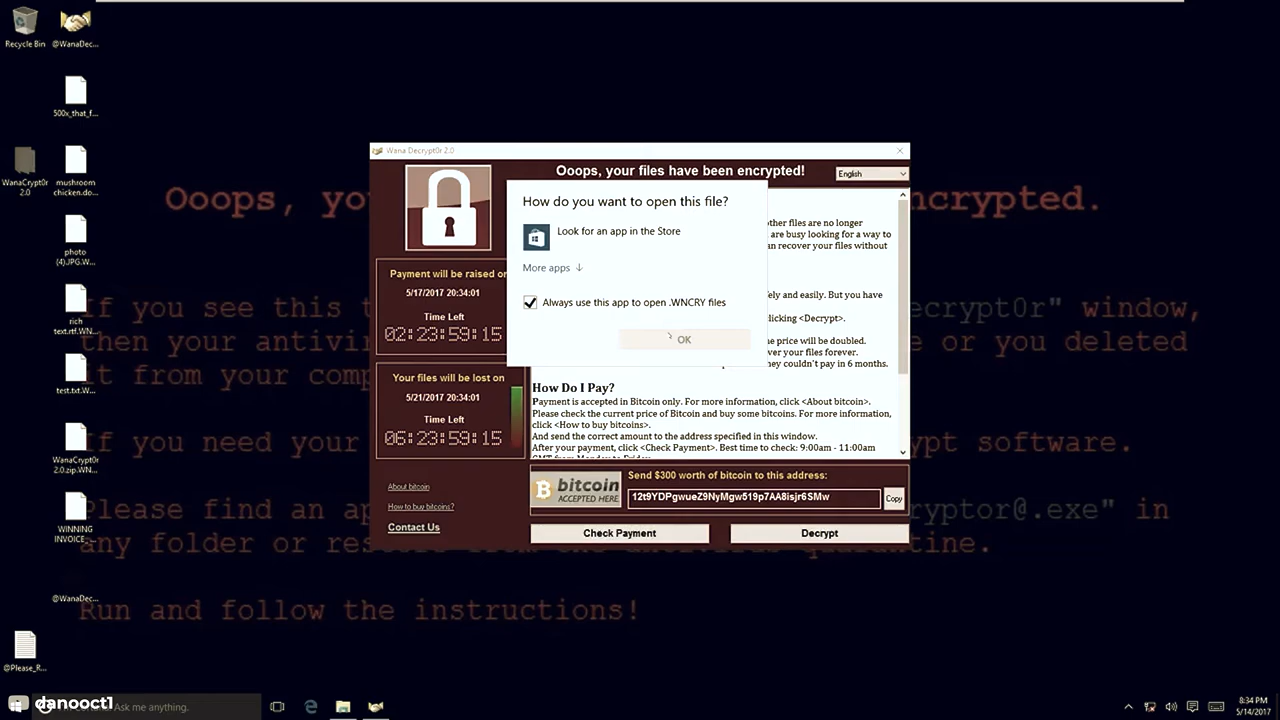 Recycle Bin
@WanaDec...
500x_that_f...
WanaCrypt0r
2.0
mushroom
chicken.do...
photo
(4).JPG.W...
rich
text.rtf.WN...
test.txt.W...
WanaCrypt0r
2.0.zip.WN...
WINNING
INVOICE_...
@WanaDec...
@Please_R...
Ooops, yo
crypted.
If you see this t
ecrypt0r" window,
then your antivir
e or you deleted
it from your comp
If you need your
ypt software.
Please find an ap
yptor@.exe" in
any folder or res
antine.
Run and follow the instructions!
Wana Decrypt0r 2.0
Ooops, your files have been encrypted!
English
Payment will be raised on
5/17/2017 20:34:01
Time Left
02:23:59:15
Your files will be lost on
5/21/2017 20:34:01
Time Left
06:23:59:15
About bitcoin
How to buy bitcoins?
Contact Us
How do you want to open this file?
Look for an app in the Store
More apps ↓
Always use this app to open .WNCRY files
OK
other files are no longer
are busy looking for a way to
an recover your files without
ely and easily. But you have
licking <Decrypt>.
he price will be doubled.
ver your files forever.
hey couldn't pay in 6 months.
How Do I Pay?
Payment is accepted in Bitcoin only. For more information, click <About bitcoin>.
Please check the current price of Bitcoin and buy some bitcoins. For more information,
click <How to buy bitcoins>.
And send the correct amount to the address specified in this window.
After your payment, click <Check Payment>. Best time to check: 9:00am - 11:00am
GMT from Monday to Friday.
bitcoin
ACCEPTED HERE
Send $300 worth of bitcoin to this address:
12t9YDPgwueZ9NyMgw519p7AA8isjr6SMw
Copy
Check Payment
Decrypt
danooct1
Ask me anything.
8:34 PM
5/14/2017